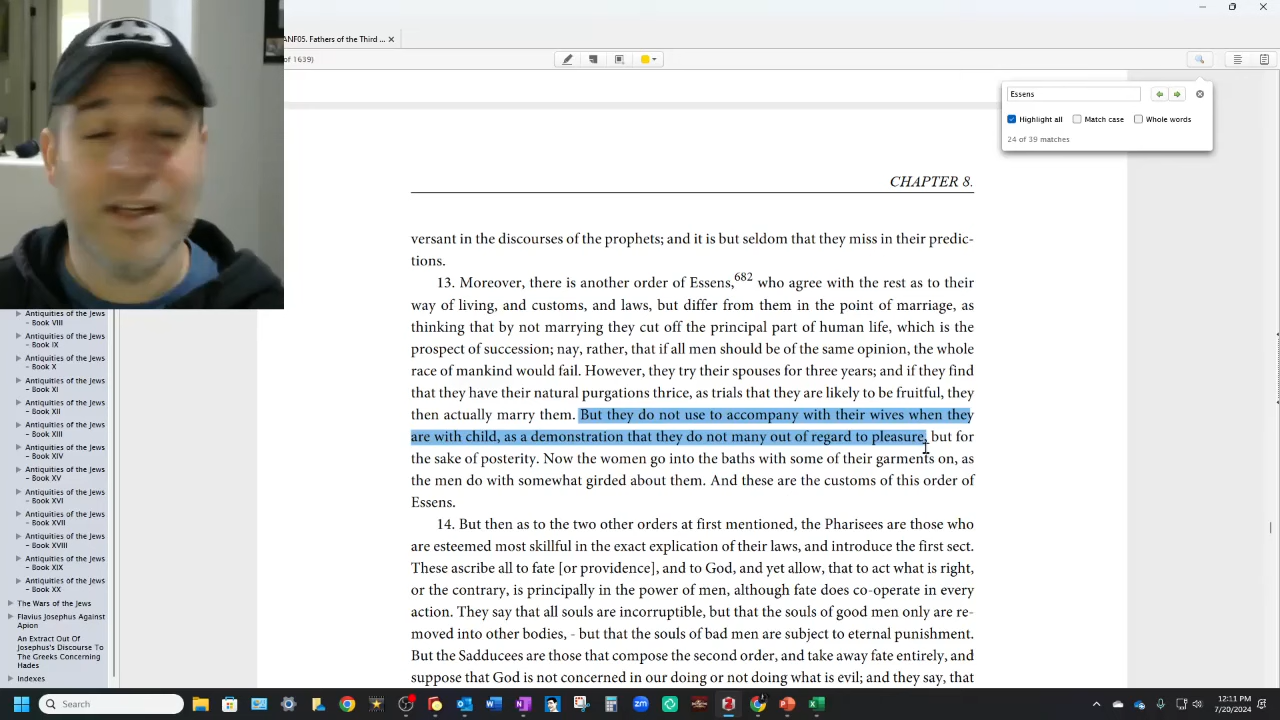 ANF05. Fathers of the Third ...
of 1639)
Essens
Highlight all
Match case
Whole words
24 of 39 matches
CHAPTER 8.
versant in the discourses of the prophets; and it is but seldom that they miss in their predic-
tions.
13. Moreover, there is another order of Essens,682 who agree with the rest as to their
way of living, and customs, and laws, but differ from them in the point of marriage, as
thinking that by not marrying they cut off the principal part of human life, which is the
prospect of succession; nay, rather, that if all men should be of the same opinion, the whole
race of mankind would fail. However, they try their spouses for three years; and if they find
that they have their natural purgations thrice, as trials that they are likely to be fruitful, they
then actually marry them. But they do not use to accompany with their wives when they
are with child, as a demonstration that they do not many out of regard to pleasure, but for
the sake of posterity. Now the women go into the baths with some of their garments on, as
the men do with somewhat girded about them. And these are the customs of this order of
Essens.
14. But then as to the two other orders at first mentioned, the Pharisees are those who
are esteemed most skillful in the exact explication of their laws, and introduce the first sect.
These ascribe all to fate [or providence], and to God, and yet allow, that to act what is right,
or the contrary, is principally in the power of men, although fate does co-operate in every
action. They say that all souls are incorruptible, but that the souls of good men only are re-
moved into other bodies, - but that the souls of bad men are subject to eternal punishment.
But the Sadducees are those that compose the second order, and take away fate entirely, and
suppose that God is not concerned in our doing or not doing what is evil; and they say, that
Antiquities of the Jews
- Book VIII
Antiquities of the Jews
- Book IX
Antiquities of the Jews
- Book X
Antiquities of the Jews
- Book XI
Antiquities of the Jews
- Book XII
Antiquities of the Jews
- Book XIII
Antiquities of the Jews
- Book XIV
Antiquities of the Jews
- Book XV
Antiquities of the Jews
- Book XVI
Antiquities of the Jews
- Book XVII
Antiquities of the Jews
- Book XVIII
Antiquities of the Jews
- Book XIX
Antiquities of the Jews
- Book XX
The Wars of the Jews
Flavius Josephus Against
Apion
An Extract Out Of
Josephus's Discourse To
The Greeks Concerning
Hades
Indexes
Search
12:11 PM
7/20/2024